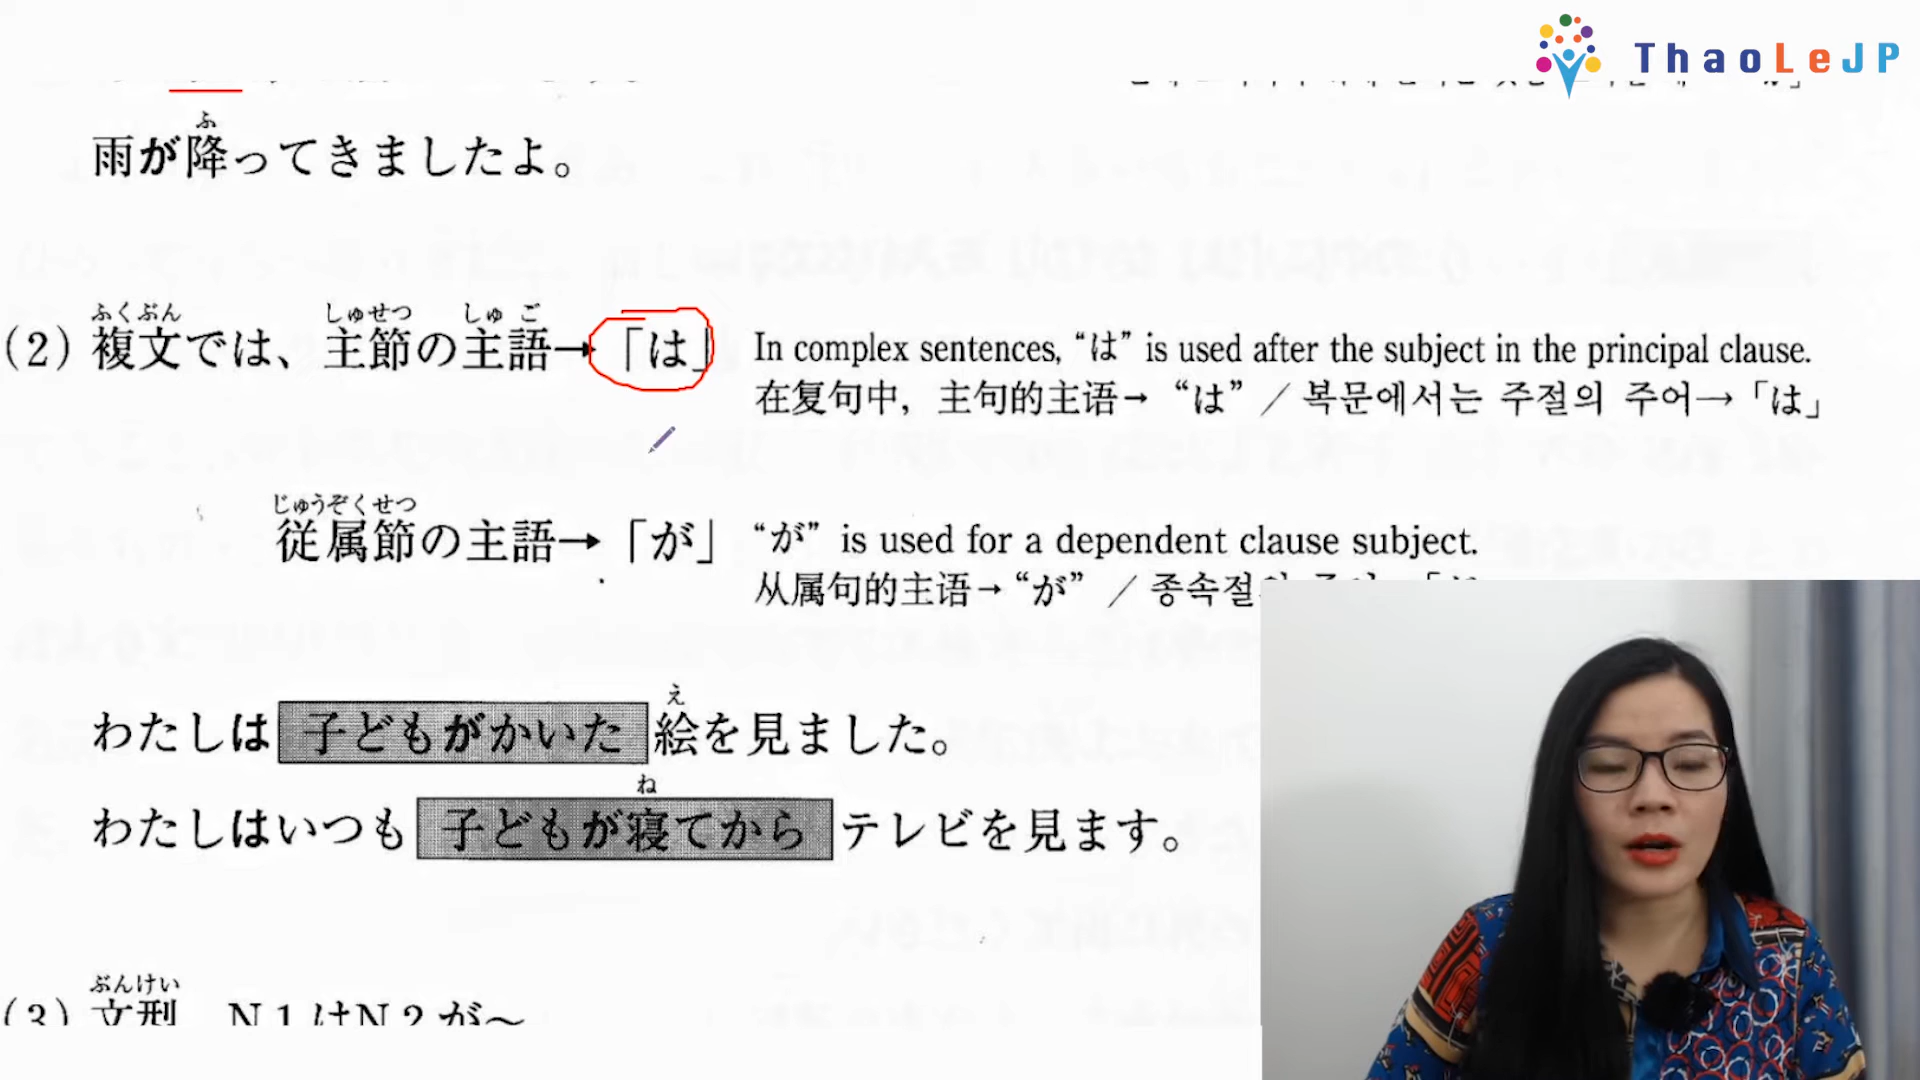 ThaoLeJP
ふ
雨が降ってきましたよ。
ふくぶん しゅせつ しゅ ご
(2) 複文では、主節の主語→「は」 In complex sentences, “は” is used after the subject in the principal clause.
在复句中，主句的主语→ “は” / 복문에서는 주절의 주어→「は」
じゅうぞくせつ
従属節の主語→「が」 “が” is used for a dependent clause subject.
从属句的主语→“が” / 종속절
え
わたしは 子どもがかいた 絵を見ました。
ね
わたしはいつも 子どもが寝てから テレビを見ます。
ぶんけい
(3) 文型 N1はN2が～